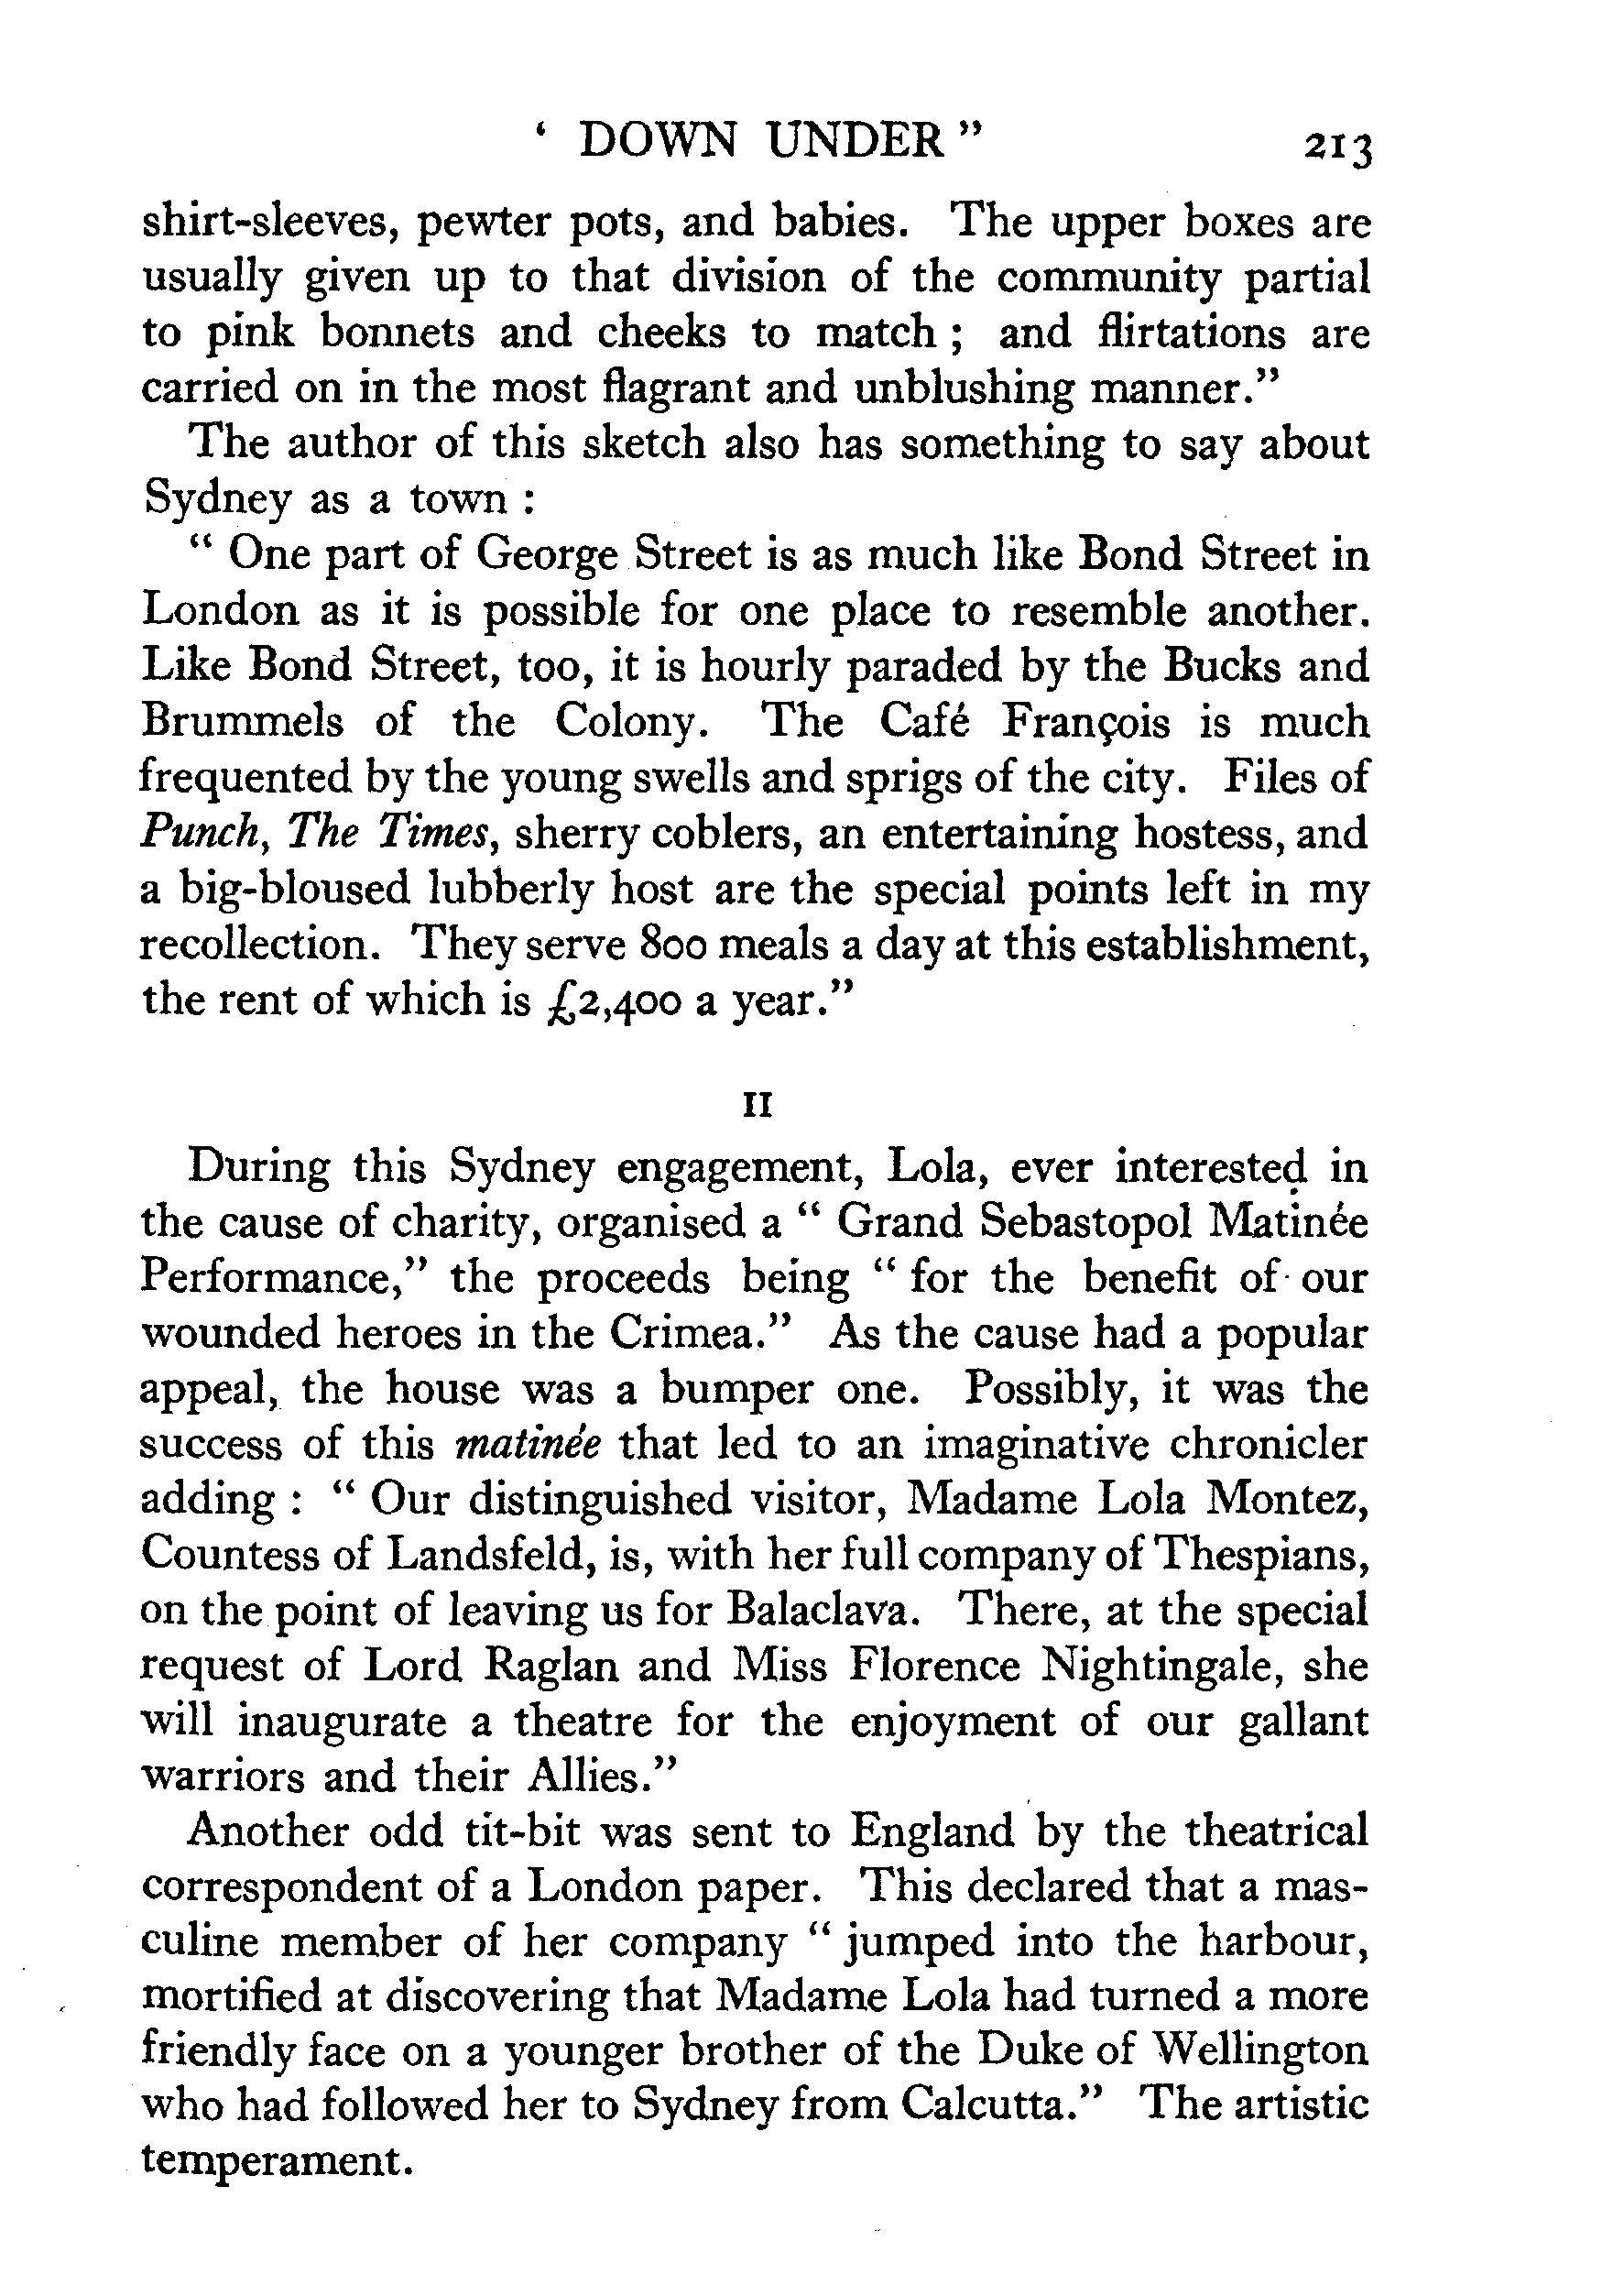 ‘ DOWN UNDER ” 213
shirt-sleeves, pewter pots, and babies. The upper boxes are
usually given up to that division of the community partial
to pink bonnets and cheeks to match ; and flirtations are
carried on in the most flagrant and unblushing manner.”
The author of this sketch also has something to say about
Sydney as a town :
“ One part of George Street is as much like Bond Street in
London as it is possible for one place to resemble another.
Like Bond Street, too, it is hourly paraded by the Bucks and
Brummels of the Colony. The Café François is much
frequented by the young swells and sprigs of the city. Files of
Punch, The Times, sherry coblers, an entertaining hostess, and
a big-bloused lubberly host are the special points left in my
recollection. They serve 800 meals a day at this establishment,
the rent of which is £2,400 a year.”
II
During this Sydney engagement, Lola, ever interested in
the cause of charity, organised a “ Grand Sebastopol Matinée
Performance,” the proceeds being “ for the benefit of our
wounded heroes in the Crimea.” As the cause had a popular
appeal, the house was a bumper one. Possibly, it was the
success of this matinée that led to an imaginative chronicler
adding : “ Our distinguished visitor, Madame Lola Montez,
Countess of Landsfeld, is, with her full company of Thespians,
on the point of leaving us for Balaclava. There, at the special
request of Lord Raglan and Miss Florence Nightingale, she
will inaugurate a theatre for the enjoyment of our gallant
warriors and their Allies.”
Another odd tit-bit was sent to England by the theatrical
correspondent of a London paper. This declared that a mas-
culine member of her company “ jumped into the harbour,
mortified at discovering that Madame Lola had turned a more
friendly face on a younger brother of the Duke of Wellington
who had followed her to Sydney from Calcutta.” The artistic
temperament.